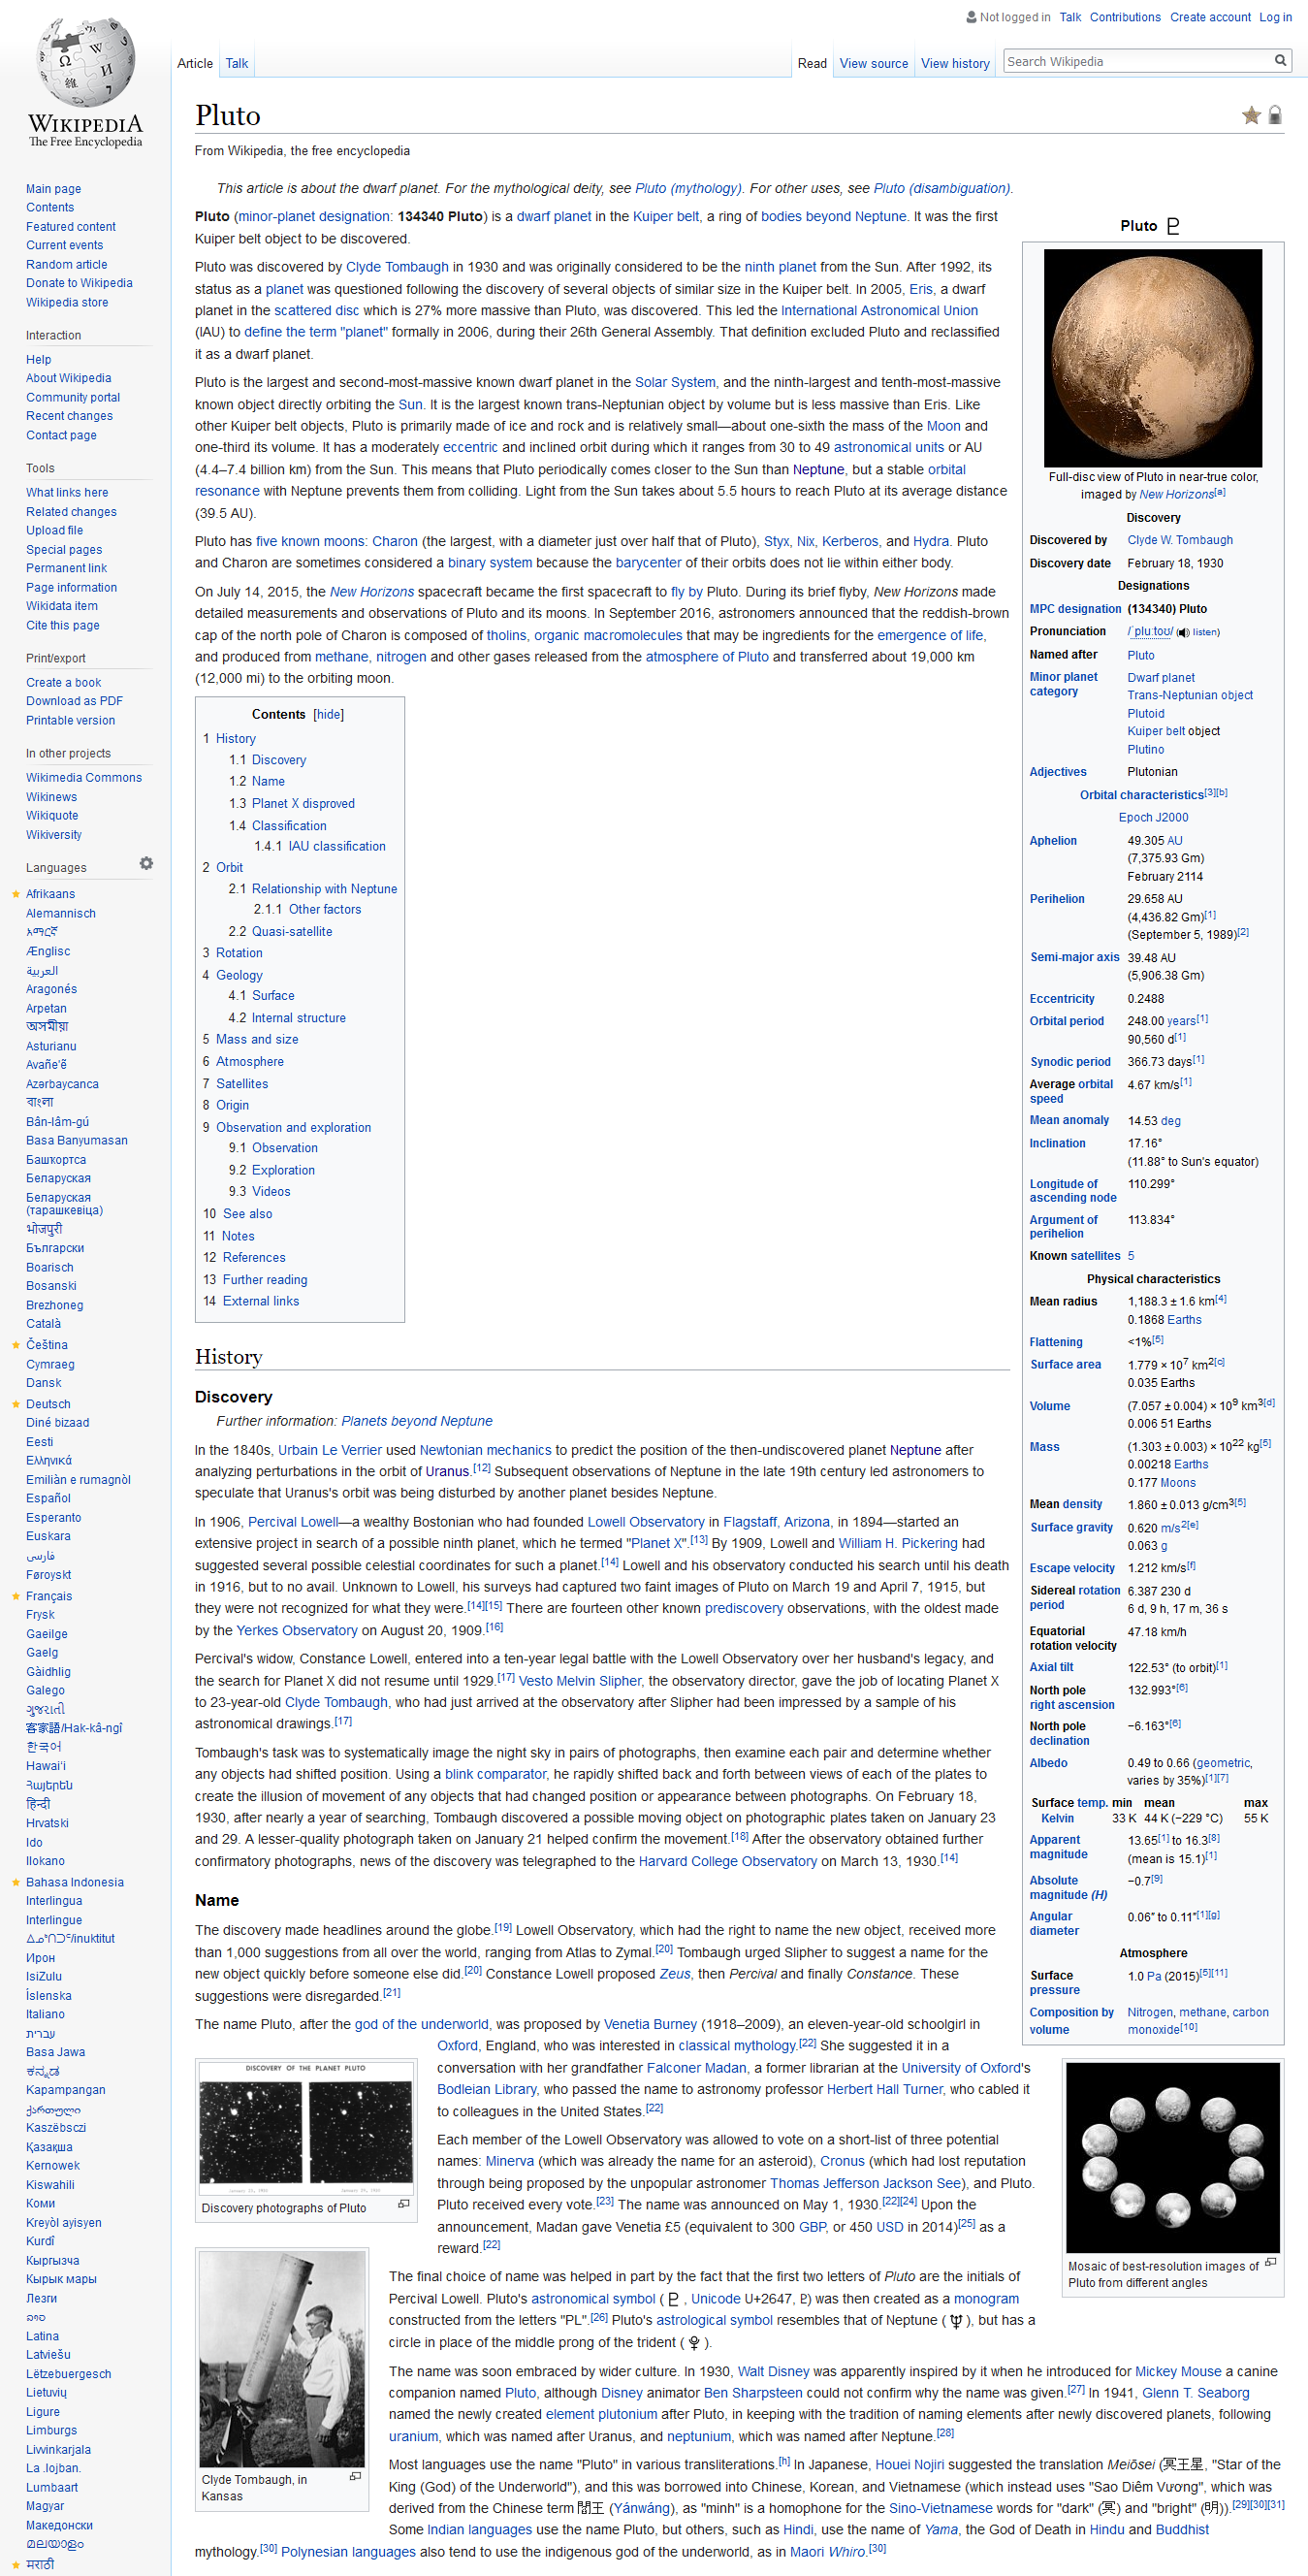 Not logged in Talk Contributions Create account Log in
Article Talk Read View source View history Search Wikipedia
WIKIPEDIA
The Free Encyclopedia
Main page
Contents
Featured content
Current events
Random article
Donate to Wikipedia
Wikipedia store
Interaction
Help
About Wikipedia
Community portal
Recent changes
Contact page
Tools
What links here
Related changes
Upload file
Special pages
Permanent link
Page information
Wikidata item
Cite this page
Print/export
Create a book
Download as PDF
Printable version
In other projects
Wikimedia Commons
Wikinews
Wikiquote
Wikiversity
Languages
Afrikaans
Alemannisch
አማርኛ
Ænglisc
العربية
Aragonés
Arpetan
অসমীয়া
Asturianu
Avañe'ẽ
Azərbaycanca
বাংলা
Bân-lâm-gú
Basa Banyumasan
Башҡортса
Беларуская
Беларуская
(тарашкевіца)
भोजपुरी
Български
Boarisch
Bosanski
Brezhoneg
Català
Čeština
Cymraeg
Dansk
Deutsch
Diné bizaad
Eesti
Ελληνικά
Emiliàn e rumagnòl
Español
Esperanto
Euskara
فارسی
Føroyskt
Français
Frysk
Gaeilge
Gaelg
Gàidhlig
Galego
ગુજરાતી
客家語/Hak-kâ-ngî
한국어
Hawai'i
Հայերեն
हिन्दी
Hrvatski
Ido
Ilokano
Bahasa Indonesia
Interlingua
Interlingue
ᐃᓄᒃᑎᑐᑦ/inuktitut
Ирон
IsiZulu
Íslenska
Italiano
עברית
Basa Jawa
ಕನ್ನಡ
Kapampangan
ქართული
Kaszëbsczi
Қазақша
Kernowek
Kiswahili
Коми
Kreyòl ayisyen
Kurdî
Кыргызча
Кырык мары
Лезги
ລາວ
Latina
Latviešu
Lëtzebuergesch
Lietuvių
Ligure
Limburgs
Livvinkarjala
La .lojban.
Lumbaart
Magyar
Македонски
മലയാളം
मराठी
Pluto
From Wikipedia, the free encyclopedia
This article is about the dwarf planet. For the mythological deity, see Pluto (mythology). For other uses, see Pluto (disambiguation).
Pluto (minor-planet designation: 134340 Pluto) is a dwarf planet in the Kuiper belt, a ring of bodies beyond Neptune. It was the first
Kuiper belt object to be discovered.
Pluto was discovered by Clyde Tombaugh in 1930 and was originally considered to be the ninth planet from the Sun. After 1992, its
status as a planet was questioned following the discovery of several objects of similar size in the Kuiper belt. In 2005, Eris, a dwarf
planet in the scattered disc which is 27% more massive than Pluto, was discovered. This led the International Astronomical Union
(IAU) to define the term "planet" formally in 2006, during their 26th General Assembly. That definition excluded Pluto and reclassified
it as a dwarf planet.
Pluto is the largest and second-most-massive known dwarf planet in the Solar System, and the ninth-largest and tenth-most-massive
known object directly orbiting the Sun. It is the largest known trans-Neptunian object by volume but is less massive than Eris. Like
other Kuiper belt objects, Pluto is primarily made of ice and rock and is relatively small—about one-sixth the mass of the Moon and
one-third its volume. It has a moderately eccentric and inclined orbit during which it ranges from 30 to 49 astronomical units or AU
(4.4–7.4 billion km) from the Sun. This means that Pluto periodically comes closer to the Sun than Neptune, but a stable orbital
resonance with Neptune prevents them from colliding. Light from the Sun takes about 5.5 hours to reach Pluto at its average distance
(39.5 AU).
Pluto has five known moons: Charon (the largest, with a diameter just over half that of Pluto), Styx, Nix, Kerberos, and Hydra. Pluto
and Charon are sometimes considered a binary system because the barycenter of their orbits does not lie within either body.
On July 14, 2015, the New Horizons spacecraft became the first spacecraft to fly by Pluto. During its brief flyby, New Horizons made
detailed measurements and observations of Pluto and its moons. In September 2016, astronomers announced that the reddish-brown
cap of the north pole of Charon is composed of tholins, organic macromolecules that may be ingredients for the emergence of life,
and produced from methane, nitrogen and other gases released from the atmosphere of Pluto and transferred about 19,000 km
(12,000 mi) to the orbiting moon.
Contents [hide]
1 History
1.1 Discovery
1.2 Name
1.3 Planet X disproved
1.4 Classification
1.4.1 IAU classification
2 Orbit
2.1 Relationship with Neptune
2.1.1 Other factors
2.2 Quasi-satellite
3 Rotation
4 Geology
4.1 Surface
4.2 Internal structure
5 Mass and size
6 Atmosphere
7 Satellites
8 Origin
9 Observation and exploration
9.1 Observation
9.2 Exploration
9.3 Videos
10 See also
11 Notes
12 References
13 Further reading
14 External links
Pluto ♇
Full-disc view of Pluto in near-true color,
imaged by New Horizons[a]
Discovery
Discovered by Clyde W. Tombaugh
Discovery date February 18, 1930
Designations
MPC designation (134340) Pluto
Pronunciation /ˈpluːtoʊ/ (listen)
Named after Pluto
Minor planet category Dwarf planet
Trans-Neptunian object
Plutoid
Kuiper belt object
Plutino
Adjectives Plutonian
Orbital characteristics[3][b]
Epoch J2000
Aphelion 49.305 AU
(7,375.93 Gm)
February 2114
Perihelion 29.658 AU
(4,436.82 Gm)[1]
(September 5, 1989)[2]
Semi-major axis 39.48 AU
(5,906.38 Gm)
Eccentricity 0.2488
Orbital period 248.00 years[1]
90,560 d[1]
Synodic period 366.73 days[1]
Average orbital speed 4.67 km/s[1]
Mean anomaly 14.53 deg
Inclination 17.16°
(11.88° to Sun's equator)
Longitude of ascending node 110.299°
Argument of perihelion 113.834°
Known satellites 5
Physical characteristics
Mean radius 1,188.3 ± 1.6 km[4]
0.1868 Earths
Flattening <1%[5]
Surface area 1.779 × 10⁷ km²[c]
0.035 Earths
Volume (7.057 ± 0.004) × 10⁹ km³[d]
0.006 51 Earths
Mass (1.303 ± 0.003) × 10²² kg[5]
0.00218 Earths
0.177 Moons
Mean density 1.860 ± 0.013 g/cm³[5]
Surface gravity 0.620 m/s²[e]
0.063 g
Escape velocity 1.212 km/s[f]
Sidereal rotation period 6.387 230 d
6 d, 9 h, 17 m, 36 s
Equatorial rotation velocity 47.18 km/h
Axial tilt 122.53° (to orbit)[1]
North pole right ascension 132.993°[6]
North pole declination −6.163°[6]
Albedo 0.49 to 0.66 (geometric,
varies by 35%)[1][7]
Surface temp. min mean max
Kelvin 33 K 44 K (−229 °C) 55 K
Apparent magnitude 13.65[1] to 16.3[8]
(mean is 15.1)[1]
Absolute magnitude (H) −0.7[9]
Angular diameter 0.06″ to 0.11″[1][g]
Atmosphere
Surface pressure 1.0 Pa (2015)[5][11]
Composition by volume Nitrogen, methane, carbon
monoxide[10]
History
Discovery
Further information: Planets beyond Neptune
In the 1840s, Urbain Le Verrier used Newtonian mechanics to predict the position of the then-undiscovered planet Neptune after
analyzing perturbations in the orbit of Uranus.[12] Subsequent observations of Neptune in the late 19th century led astronomers to
speculate that Uranus's orbit was being disturbed by another planet besides Neptune.
In 1906, Percival Lowell—a wealthy Bostonian who had founded Lowell Observatory in Flagstaff, Arizona, in 1894—started an
extensive project in search of a possible ninth planet, which he termed "Planet X".[13] By 1909, Lowell and William H. Pickering had
suggested several possible celestial coordinates for such a planet.[14] Lowell and his observatory conducted his search until his death
in 1916, but to no avail. Unknown to Lowell, his surveys had captured two faint images of Pluto on March 19 and April 7, 1915, but
they were not recognized for what they were.[14][15] There are fourteen other known prediscovery observations, with the oldest made
by the Yerkes Observatory on August 20, 1909.[16]
Percival's widow, Constance Lowell, entered into a ten-year legal battle with the Lowell Observatory over her husband's legacy, and
the search for Planet X did not resume until 1929.[17] Vesto Melvin Slipher, the observatory director, gave the job of locating Planet X
to 23-year-old Clyde Tombaugh, who had just arrived at the observatory after Slipher had been impressed by a sample of his
astronomical drawings.[17]
Tombaugh's task was to systematically image the night sky in pairs of photographs, then examine each pair and determine whether
any objects had shifted position. Using a blink comparator, he rapidly shifted back and forth between views of each of the plates to
create the illusion of movement of any objects that had changed position or appearance between photographs. On February 18,
1930, after nearly a year of searching, Tombaugh discovered a possible moving object on photographic plates taken on January 23
and 29. A lesser-quality photograph taken on January 21 helped confirm the movement.[18] After the observatory obtained further
confirmatory photographs, news of the discovery was telegraphed to the Harvard College Observatory on March 13, 1930.[14]
Name
The discovery made headlines around the globe.[19] Lowell Observatory, which had the right to name the new object, received more
than 1,000 suggestions from all over the world, ranging from Atlas to Zymal.[20] Tombaugh urged Slipher to suggest a name for the
new object quickly before someone else did.[20] Constance Lowell proposed Zeus, then Percival and finally Constance. These
suggestions were disregarded.[21]
The name Pluto, after the god of the underworld, was proposed by Venetia Burney (1918–2009), an eleven-year-old schoolgirl in
Oxford, England, who was interested in classical mythology.[22] She suggested it in a
conversation with her grandfather Falconer Madan, a former librarian at the University of Oxford's
Bodleian Library, who passed the name to astronomy professor Herbert Hall Turner, who cabled it
to colleagues in the United States.[22]
DISCOVERY OF THE PLANET PLUTO
Discovery photographs of Pluto
Each member of the Lowell Observatory was allowed to vote on a short-list of three potential
names: Minerva (which was already the name for an asteroid), Cronus (which had lost reputation
through being proposed by the unpopular astronomer Thomas Jefferson Jackson See), and Pluto.
Pluto received every vote.[23] The name was announced on May 1, 1930.[22][24] Upon the
announcement, Madan gave Venetia £5 (equivalent to 300 GBP, or 450 USD in 2014)[25] as a
reward.[22]
Mosaic of best-resolution images of
Pluto from different angles
The final choice of name was helped in part by the fact that the first two letters of Pluto are the initials of
Percival Lowell. Pluto's astronomical symbol (♇, Unicode U+2647, ♇) was then created as a monogram
constructed from the letters "PL".[26] Pluto's astrological symbol resembles that of Neptune (♆), but has a
circle in place of the middle prong of the trident (⯓).
Clyde Tombaugh, in
Kansas
The name was soon embraced by wider culture. In 1930, Walt Disney was apparently inspired by it when he introduced for Mickey Mouse a canine
companion named Pluto, although Disney animator Ben Sharpsteen could not confirm why the name was given.[27] In 1941, Glenn T. Seaborg
named the newly created element plutonium after Pluto, in keeping with the tradition of naming elements after newly discovered planets, following
uranium, which was named after Uranus, and neptunium, which was named after Neptune.[28]
Most languages use the name "Pluto" in various transliterations.[h] In Japanese, Houei Nojiri suggested the translation Meiōsei (冥王星, "Star of the
King (God) of the Underworld"), and this was borrowed into Chinese, Korean, and Vietnamese (which instead uses "Sao Diêm Vương", which was
derived from the Chinese term 閻王 (Yánwáng), as "minh" is a homophone for the Sino-Vietnamese words for "dark" (冥) and "bright" (明)).[29][30][31]
Some Indian languages use the name Pluto, but others, such as Hindi, use the name of Yama, the God of Death in Hindu and Buddhist
mythology.[30] Polynesian languages also tend to use the indigenous god of the underworld, as in Maori Whiro.[30]